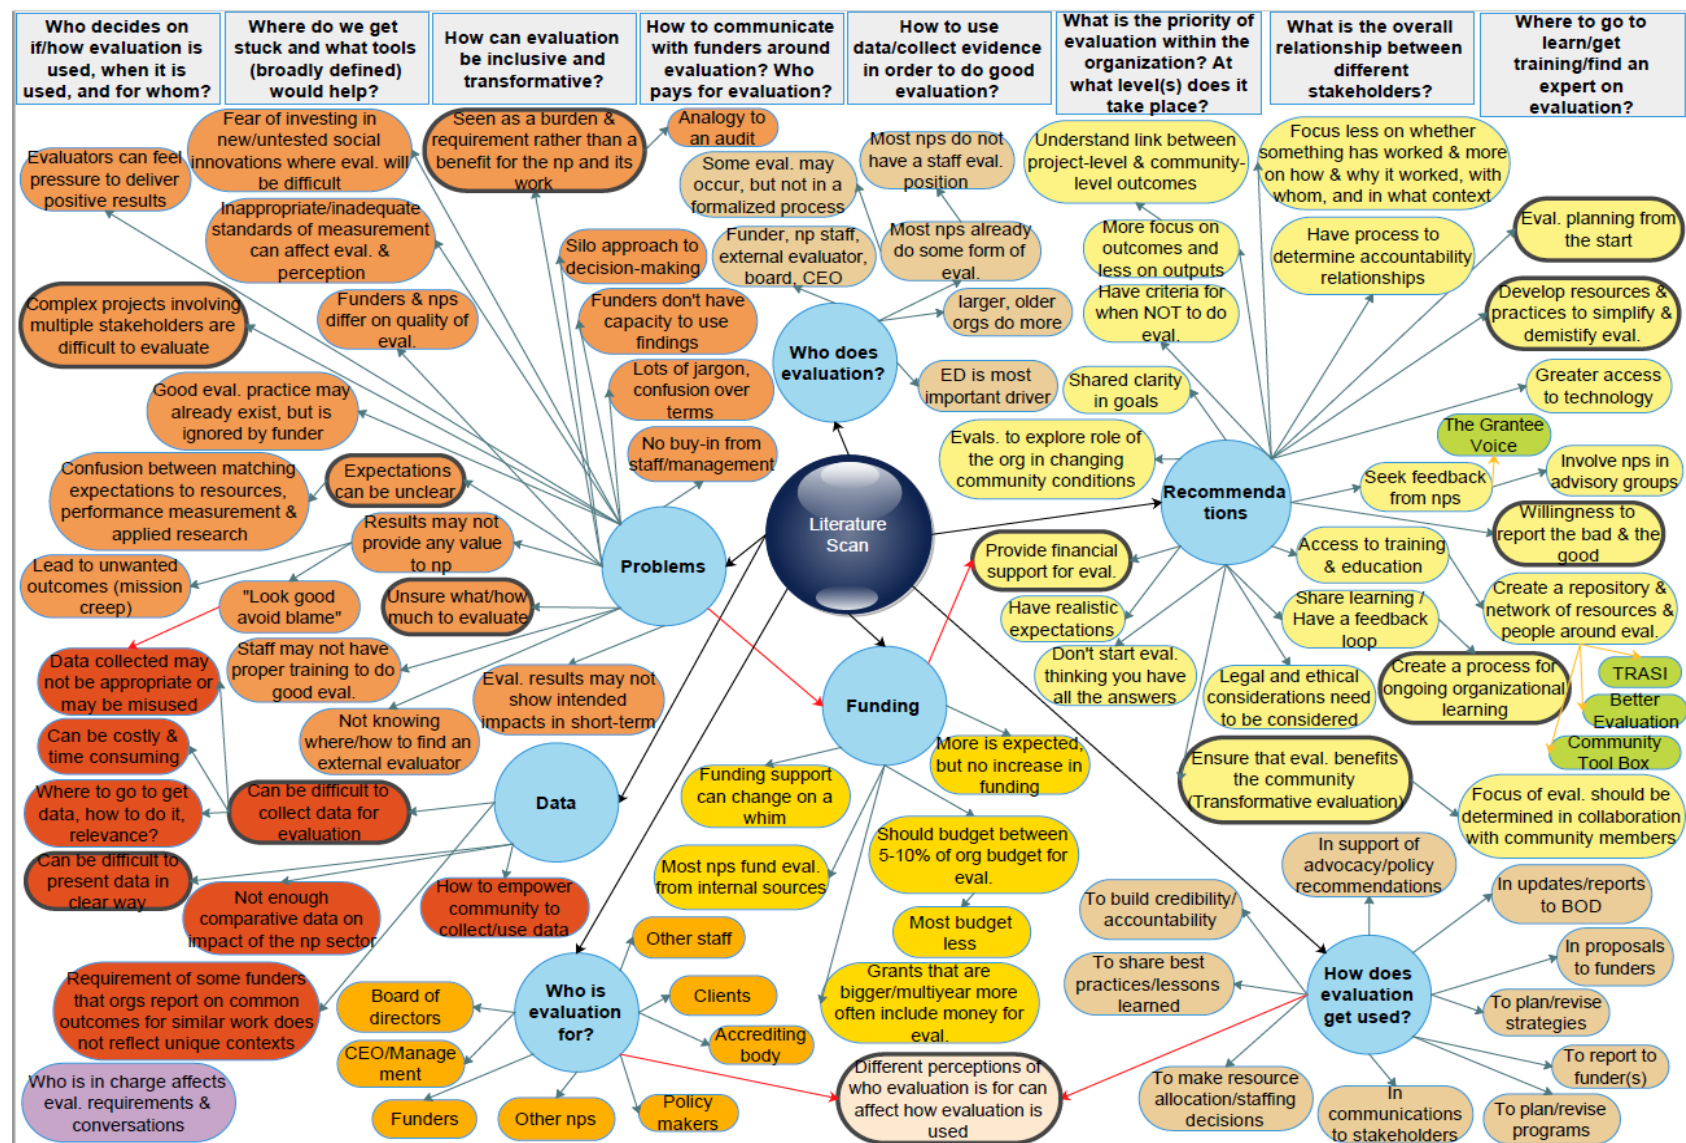 Who decides on
if/how evaluation is
used, when it is
used, and for whom?
Where do we get
stuck and what tools
(broadly defined)
would help?
How can evaluation
be inclusive and
transformative?
How to communicate
with funders around
evaluation? Who
pays for evaluation?
How to use
data/collect evidence
in order to do good
evaluation?
What is the priority of
evaluation within the
organization? At
what level(s) does it
take place?
What is the overall
relationship between
different
stakeholders?
Where to go to
learn/get
training/find an
expert on
evaluation?
Evaluators can feel
pressure to deliver
positive results
Fear of investing in
new/untested social
innovations where eval. will
be difficult
Seen as a burden &
requirement rather than a
benefit for the np and its
work
Analogy to
an audit
Inappropriate/inadequate
standards of measurement
can affect eval. &
perception
Silo approach to
decision-making
Complex projects involving
multiple stakeholders are
difficult to evaluate
Funders & nps
differ on quality of
eval.
Funders don't have
capacity to use
findings
Good eval. practice may
already exist, but is
ignored by funder
Lots of jargon,
confusion over
terms
No buy-in from
staff/management
Confusion between matching
expectations to resources,
performance measurement &
applied research
Expectations
can be unclear
Results may not
provide any value
to np
Lead to unwanted
outcomes (mission
creep)
"Look good
avoid blame"
Unsure what/how
much to evaluate
Staff may not have
proper training to do
good eval.
Eval. results may not
show intended
impacts in short-term
Not knowing
where/how to find an
external evaluator
Problems
Some eval. may
occur, but not in a
formalized process
Most nps do not
have a staff eval.
position
Funder, np staff,
external evaluator,
board, CEO
Most nps already
do some form of
eval.
larger, older
orgs do more
ED is most
important driver
Who does
evaluation?
Literature
Scan
Understand link between
project-level & community-
level outcomes
Focus less on whether
something has worked & more
on how & why it worked, with
whom, and in what context
More focus on
outcomes and
less on outputs
Have process to
determine accountability
relationships
Eval. planning from
the start
Have criteria for
when NOT to do
eval.
Develop resources &
practices to simplify &
demistify eval.
Shared clarity
in goals
Greater access
to technology
Evals. to explore role of
the org in changing
community conditions
The Grantee
Voice
Seek feedback
from nps
Involve nps in
advisory groups
Recommenda
tions
Willingness to
report the bad & the
good
Provide financial
support for eval.
Access to training
& education
Have realistic
expectations
Share learning /
Have a feedback
loop
Create a repository &
network of resources &
people around eval.
Don't start eval.
thinking you have
all the answers
Legal and ethical
considerations need
to be considered
Create a process for
ongoing organizational
learning
TRASI
Better
Evaluation
Community
Tool Box
Ensure that eval. benefits
the community
(Transformative evaluation)
Focus of eval. should be
determined in collaboration
with community members
Data collected may
not be appropriate or
may be misused
Can be costly &
time consuming
Where to go to get
data, how to do it,
relevance?
Can be difficult to
collect data for
evaluation
Data
Can be difficult to
present data in
clear way
Not enough
comparative data on
impact of the np sector
How to empower
community to
collect/use data
Requirement of some funders
that orgs report on common
outcomes for similar work does
not reflect unique contexts
Funding
Funding support
can change on a
whim
More is expected,
but no increase in
funding
Most nps fund eval.
from internal sources
Should budget between
5-10% of org budget for
eval.
Most budget
less
Grants that are
bigger/multiyear more
often include money for
eval.
Who is
evaluation
for?
Other staff
Clients
Accrediting
body
Policy
makers
Other nps
Funders
CEO/Manage
ment
Board of
directors
Who is in charge affects
eval. requirements &
conversations
Different perceptions of
who evaluation is for can
affect how evaluation is
used
How does
evaluation
get used?
In support of
advocacy/policy
recommendations
To build credibility/
accountability
In updates/reports
to BOD
To share best
practices/lessons
learned
In proposals
to funders
To plan/revise
strategies
To make resource
allocation/staffing
decisions
In
communications
to stakeholders
To report to
funder(s)
To plan/revise
programs